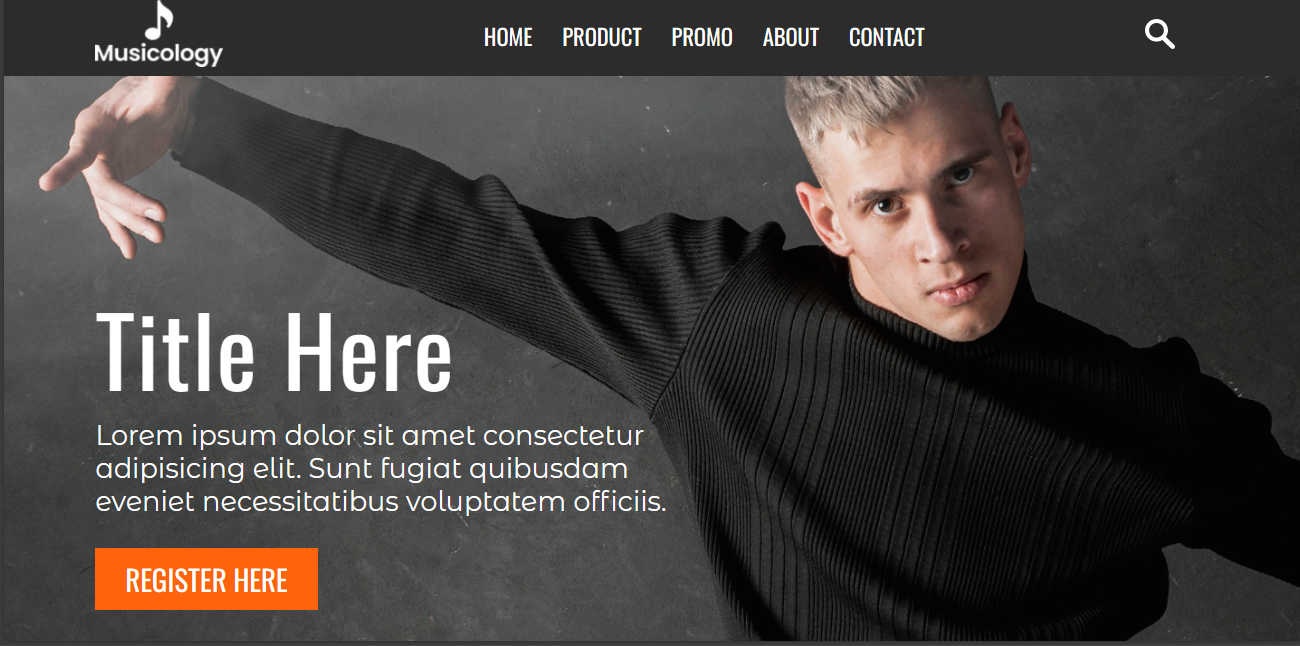 Musicology
HOME PRODUCT PROMO ABOUT CONTACT
Title Here
Lorem ipsum dolor sit amet consectetur
adipisicing elit. Sunt fugiat quibusdam
eveniet necessitatibus voluptatem officiis.
REGISTER HERE